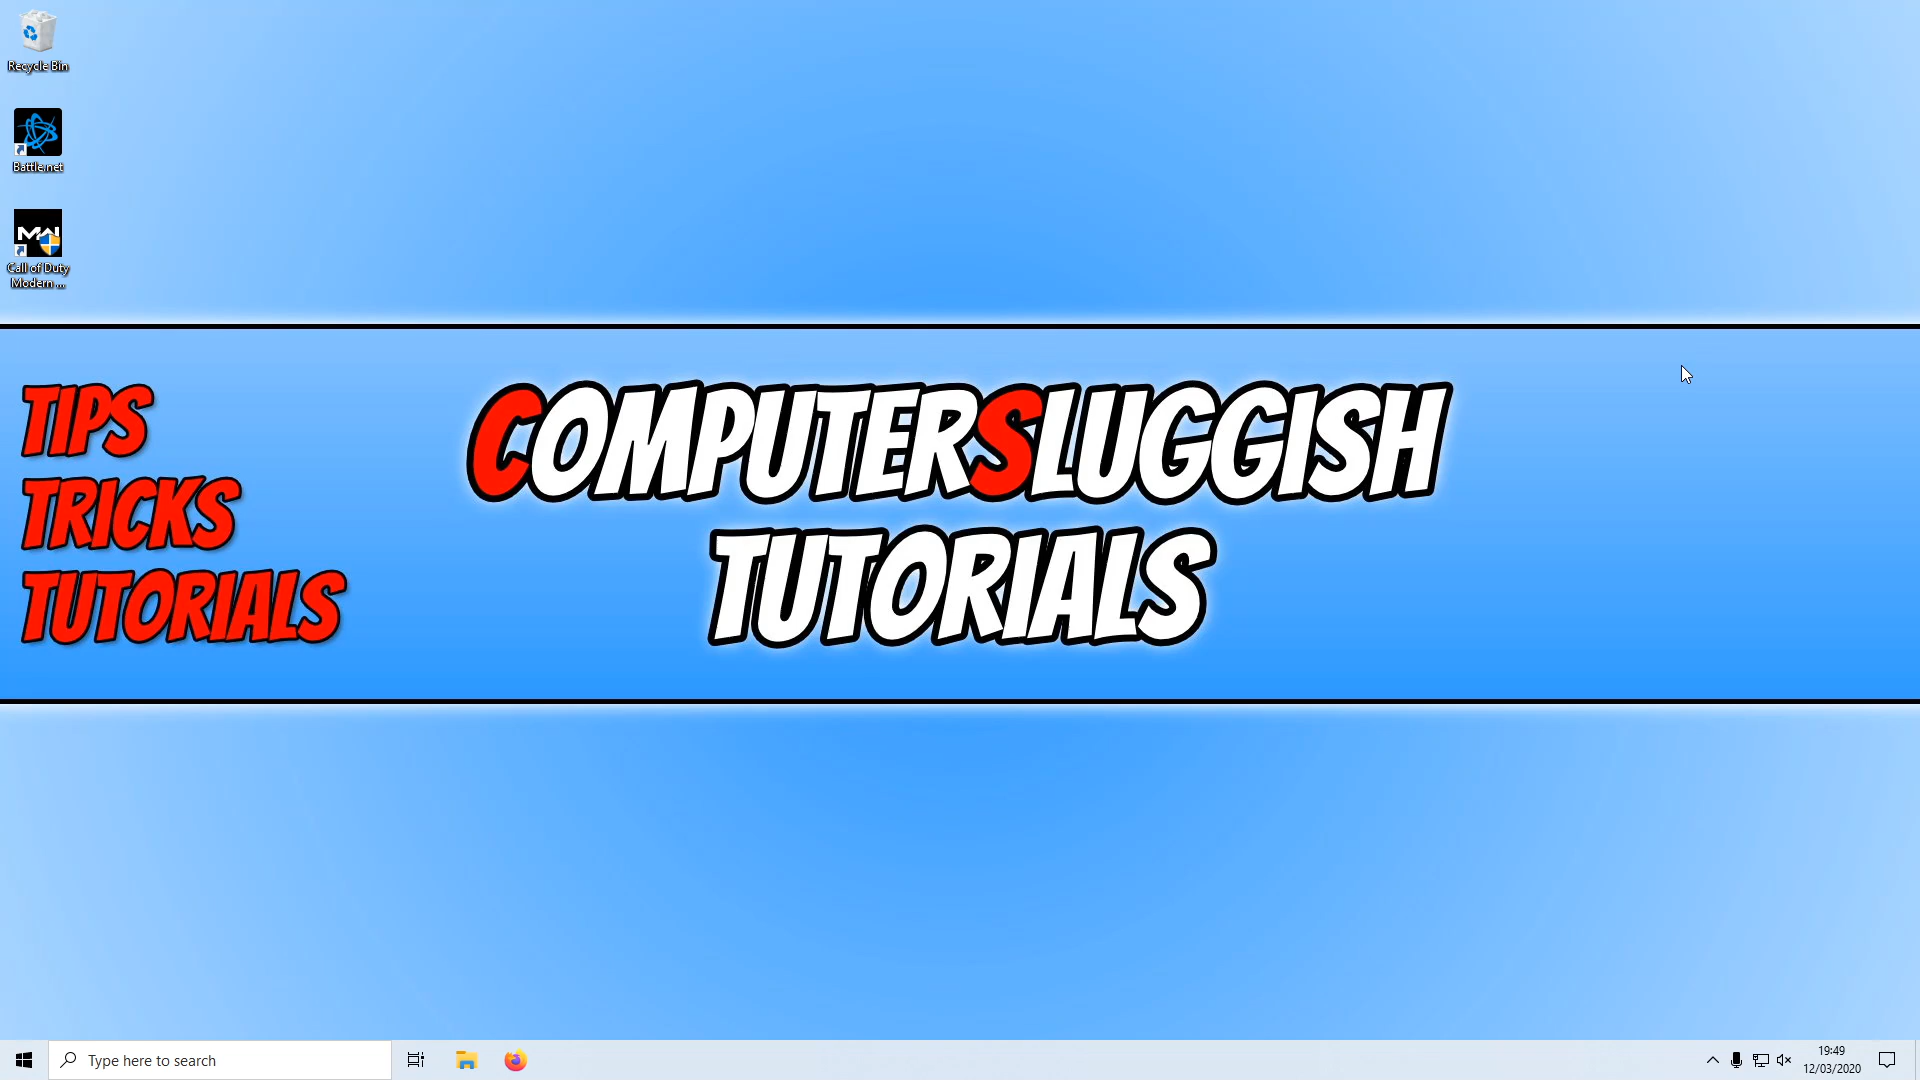 Recycle Bin
Battle.net
MW
Call of Duty
Modern ...
TIPS
TRICKS
TUTORIALS
COMPUTERSLUGGISH
TUTORIALS
Type here to search
19:49
12/03/2020